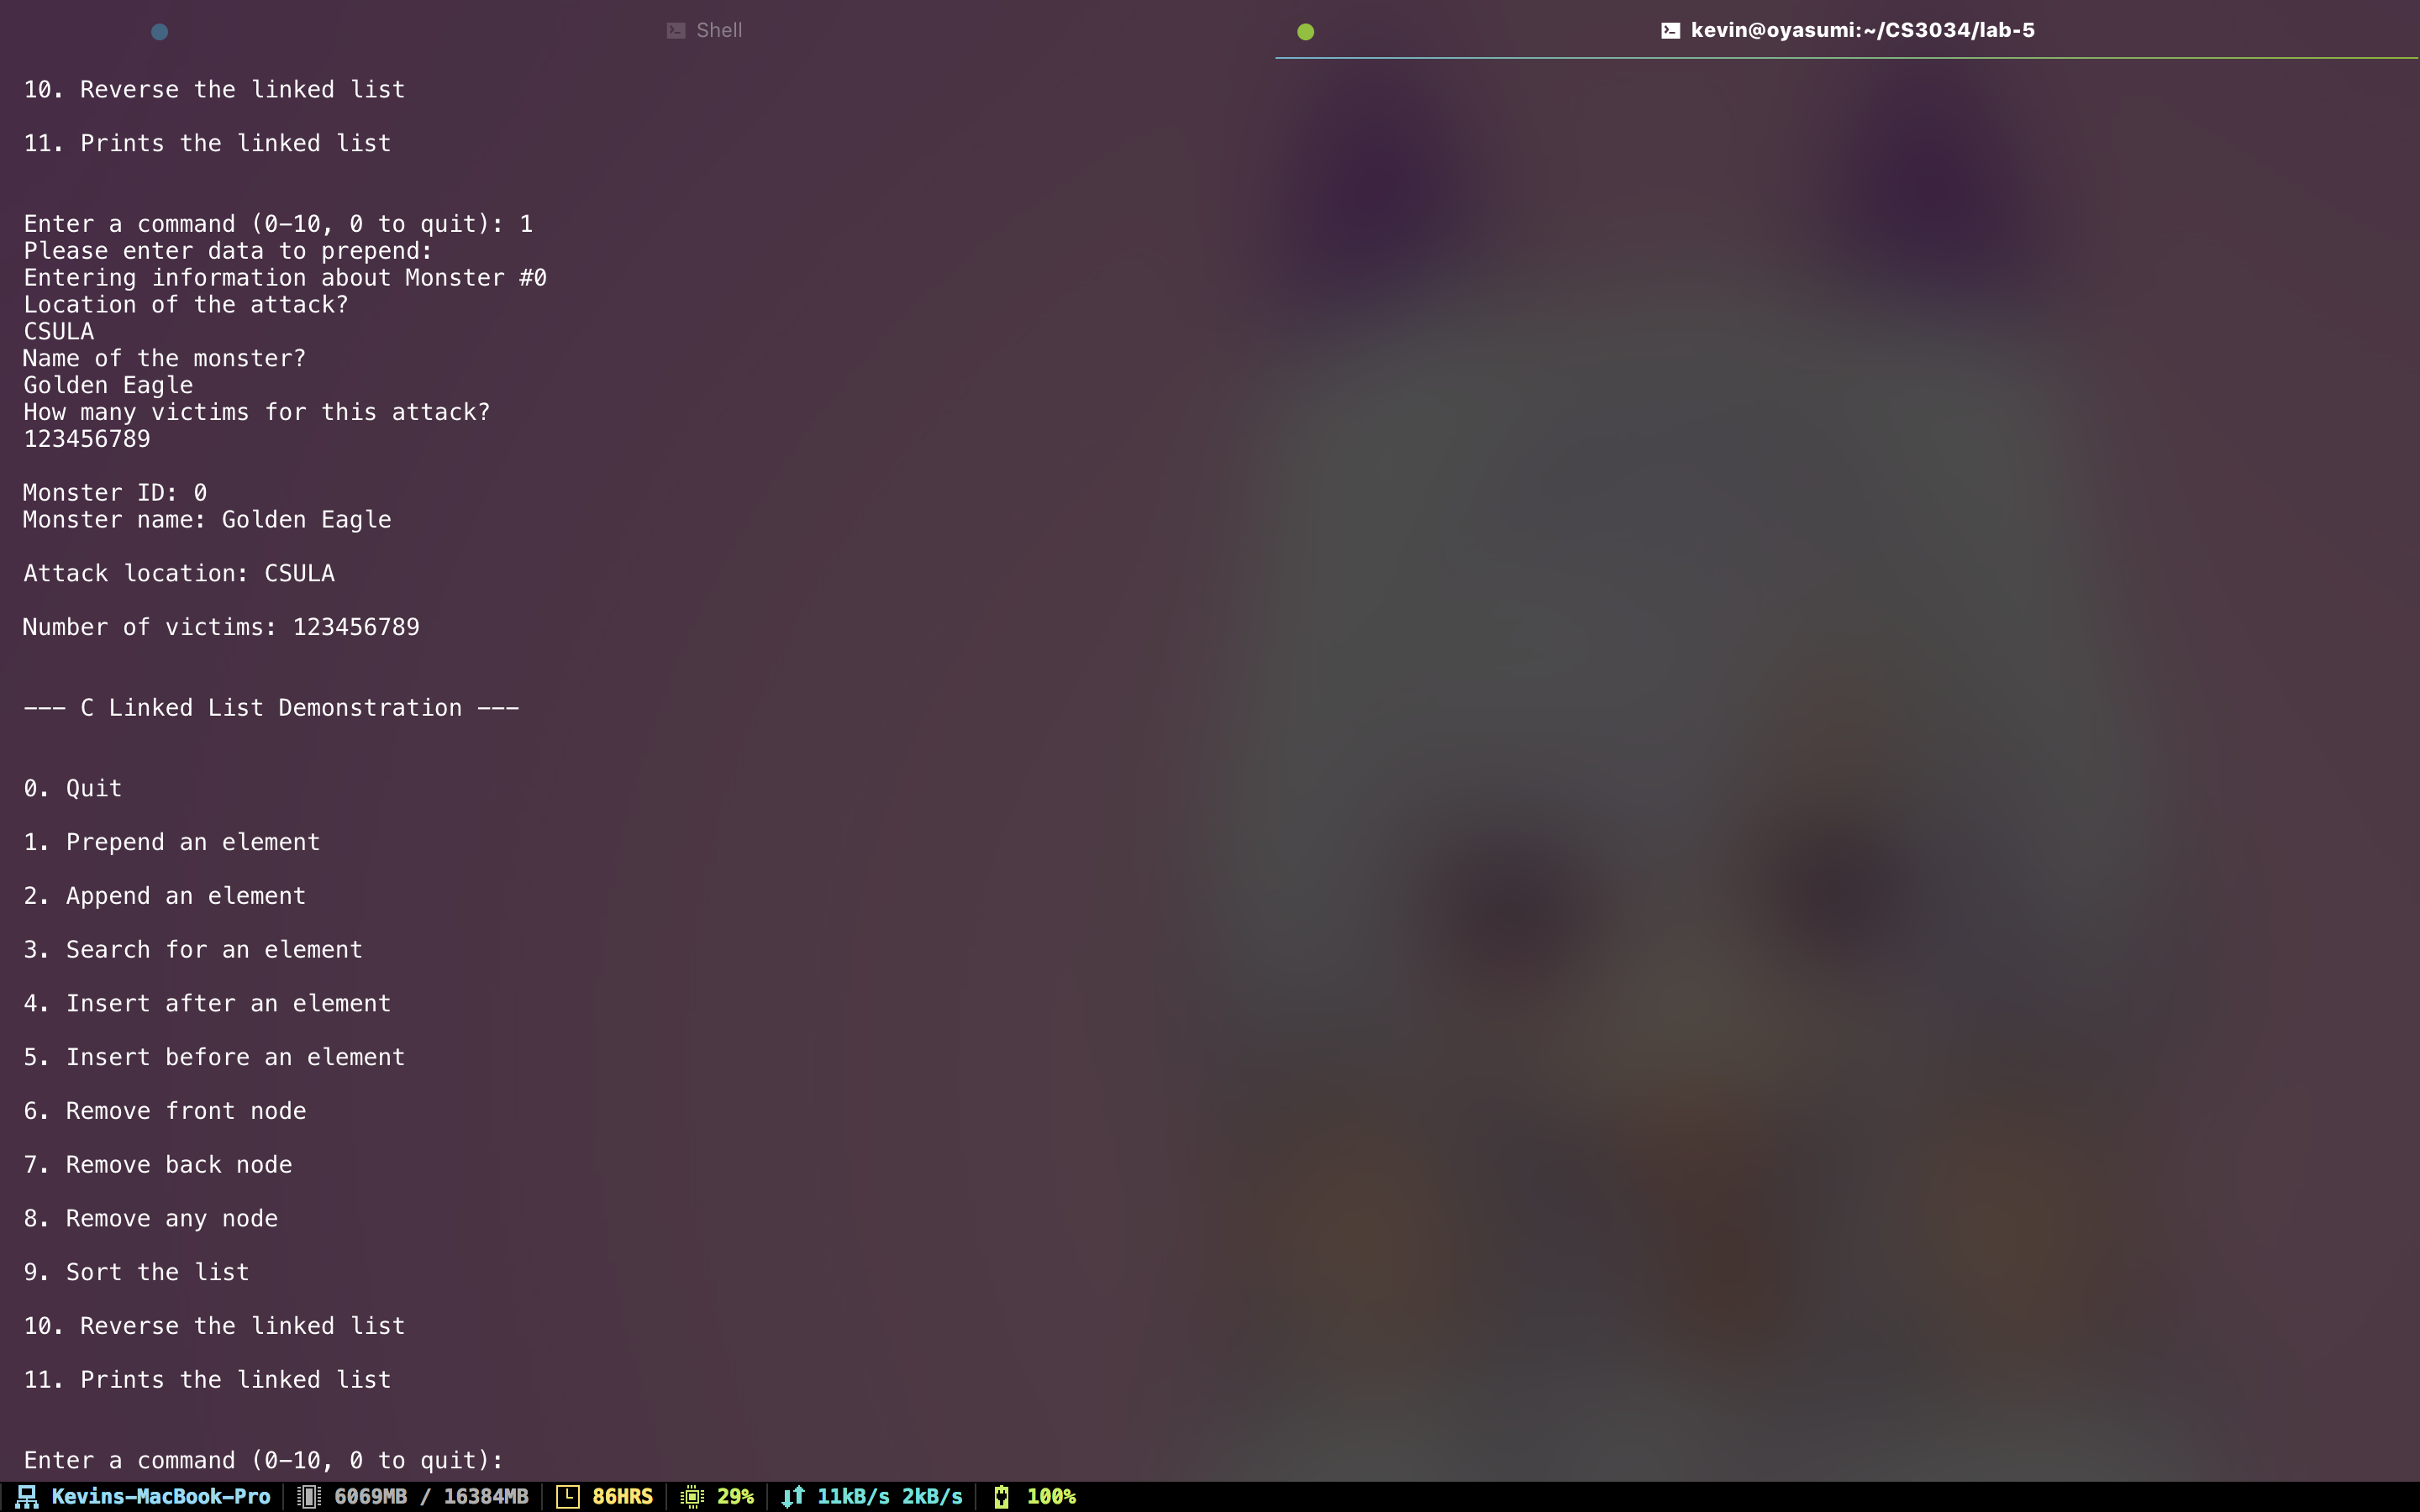 Shell
kevin@oyasumi:~/CS3034/lab-5
10. Reverse the linked list
11. Prints the linked list
Enter a command (0-10, 0 to quit): 1
Please enter data to prepend:
Entering information about Monster #0
Location of the attack?
CSULA
Name of the monster?
Golden Eagle
How many victims for this attack?
123456789
Monster ID: 0
Monster name: Golden Eagle
Attack location: CSULA
Number of victims: 123456789
--- C Linked List Demonstration ---
0. Quit
1. Prepend an element
2. Append an element
3. Search for an element
4. Insert after an element
5. Insert before an element
6. Remove front node
7. Remove back node
8. Remove any node
9. Sort the list
10. Reverse the linked list
11. Prints the linked list
Enter a command (0-10, 0 to quit):
Kevins-MacBook-Pro 6069MB / 16384MB 86HRS 29% 11kB/s 2kB/s 100%